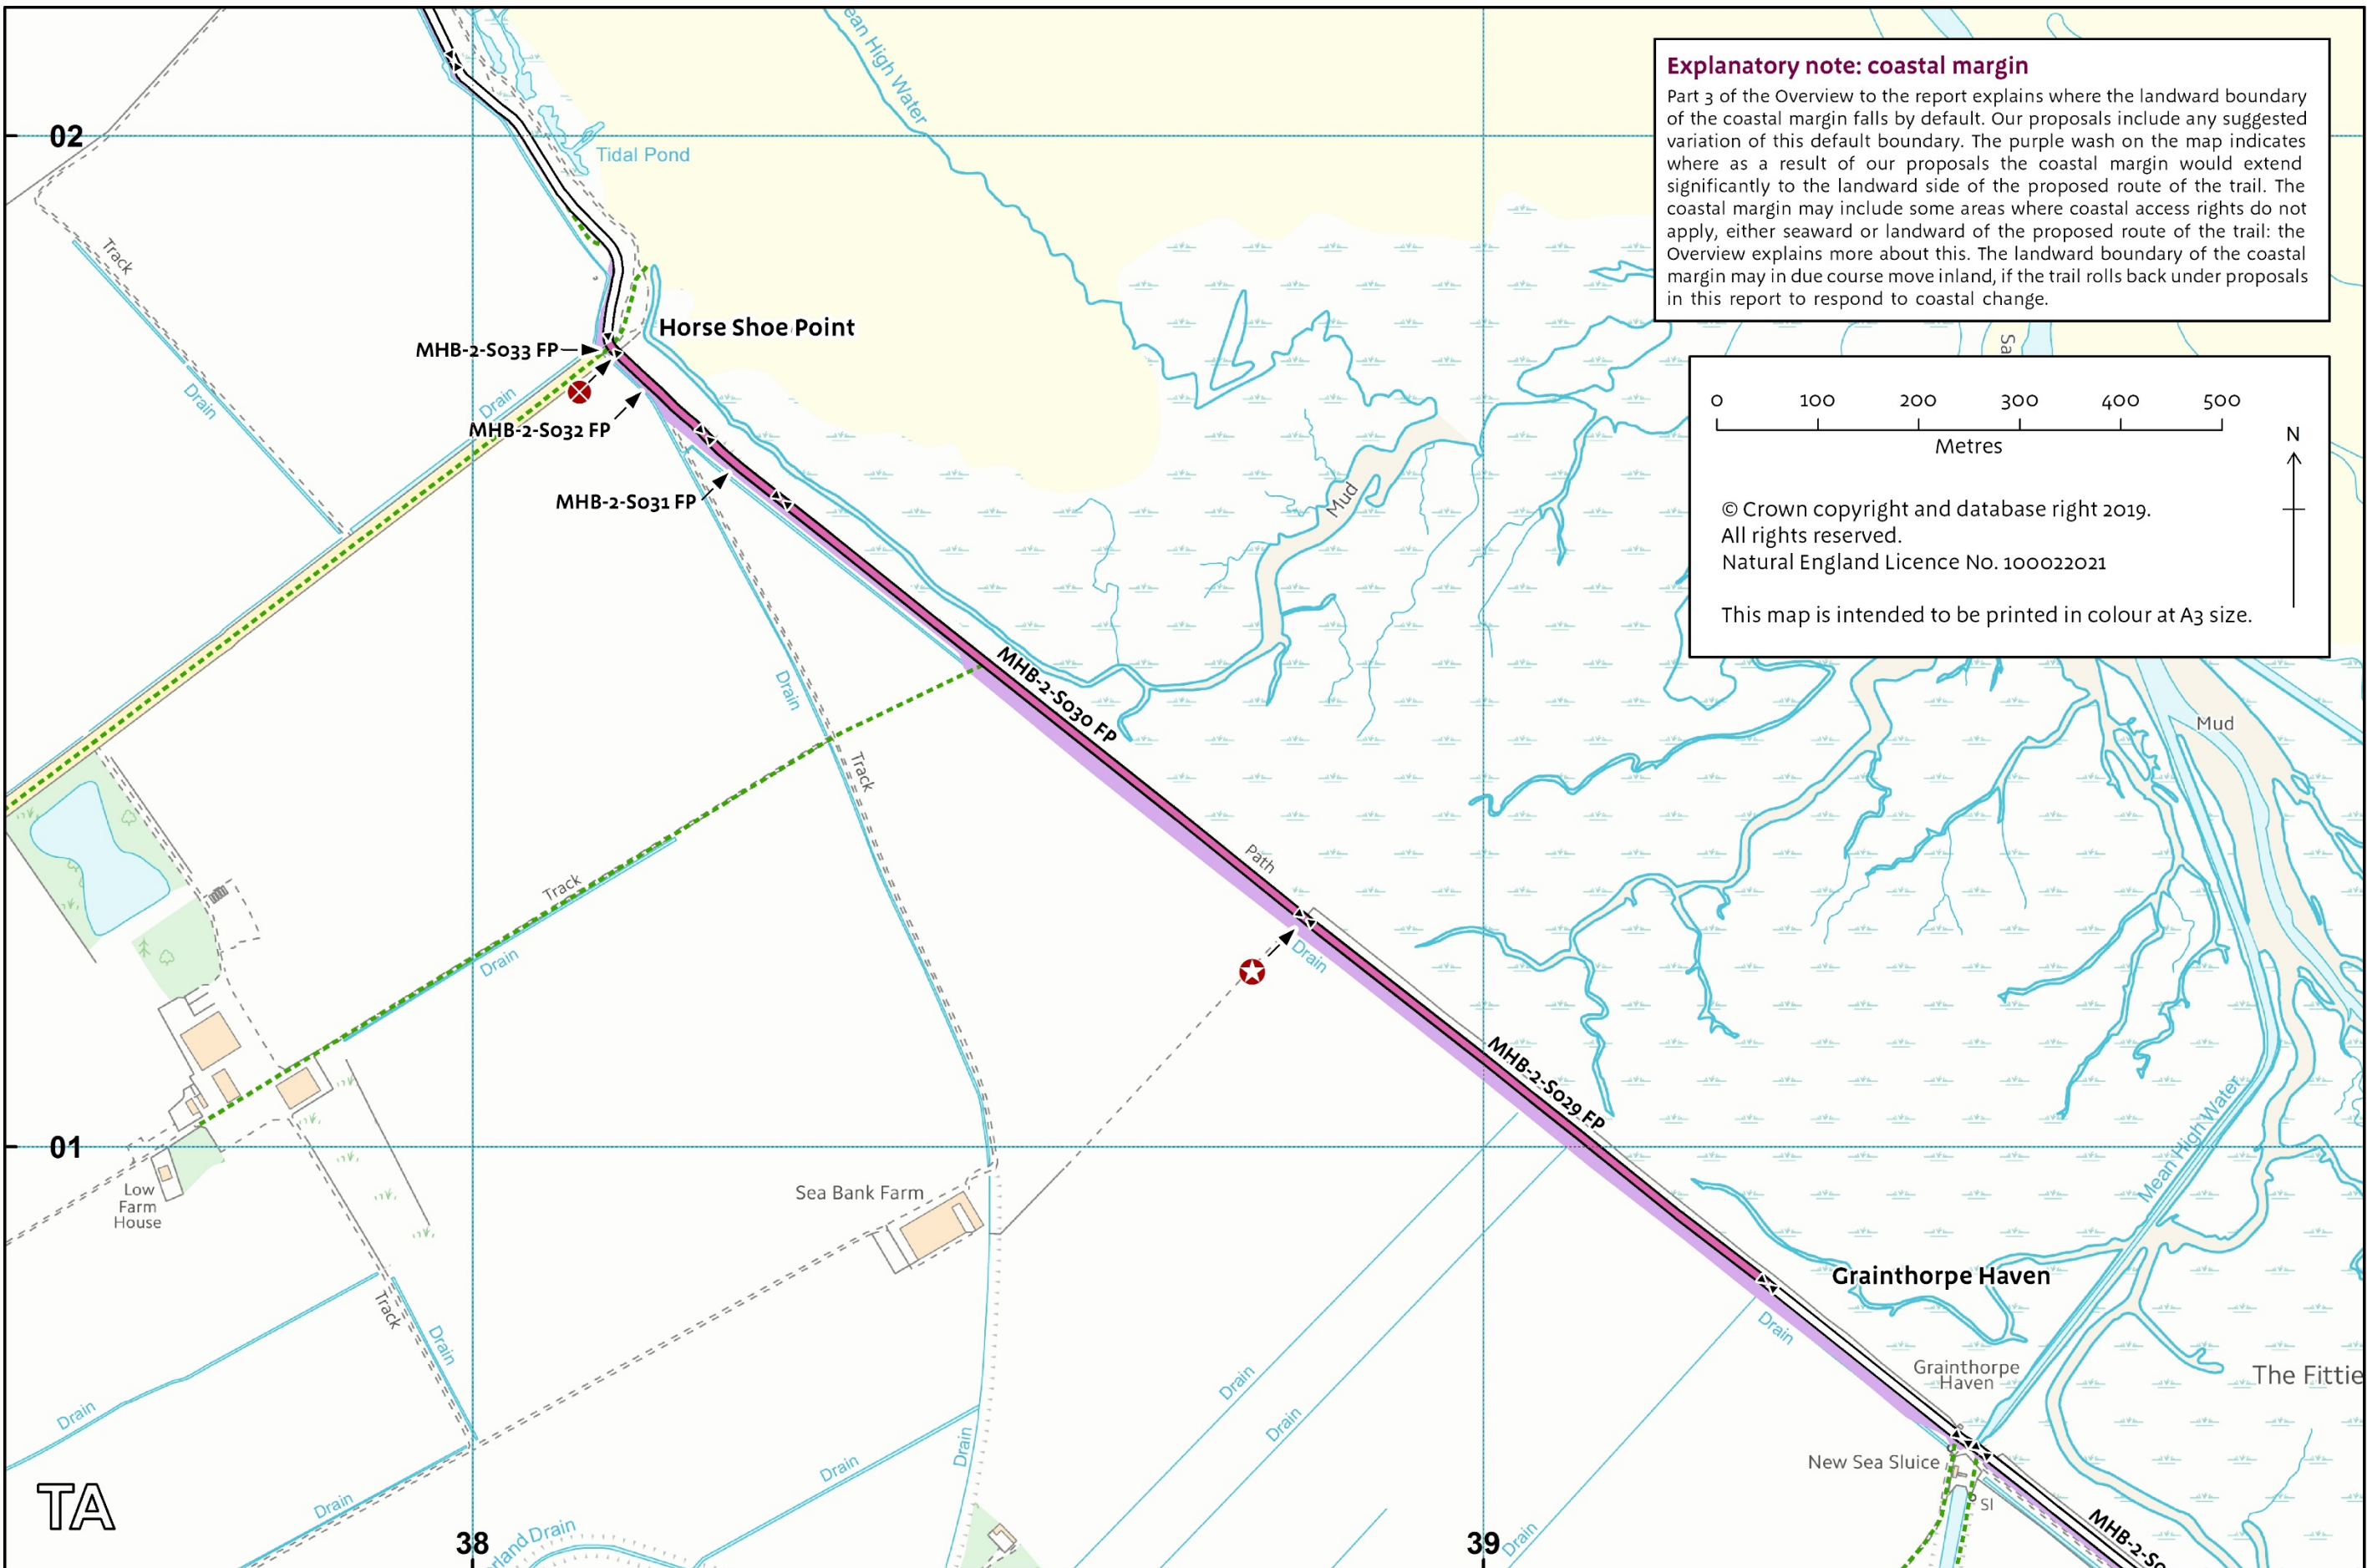 Mean High Water
02
Tidal Pond
Track
Drain
Horse Shoe Point
MHB-2-S033 FP
Drain
MHB-2-S032 FP
MHB-2-S031 FP
Explanatory note: coastal margin
Part 3 of the Overview to the report explains where the landward boundary
of the coastal margin falls by default. Our proposals include any suggested
variation of this default boundary. The purple wash on the map indicates
where as a result of our proposals the coastal margin would extend
significantly to the landward side of the proposed route of the trail. The
coastal margin may include some areas where coastal access rights do not
apply, either seaward or landward of the proposed route of the trail: the
Overview explains more about this. The landward boundary of the coastal
margin may in due course move inland, if the trail rolls back under proposals
in this report to respond to coastal change.
Sa
0 100 200 300 400 500
Metres
N
© Crown copyright and database right 2019.
All rights reserved.
Natural England Licence No. 100022021
This map is intended to be printed in colour at A3 size.
Mud
MHB-2-S030 FP
Drain
Track
Mud
Path
Track
Drain
Drain
MHB-2-S029 FP
Mean High Water
01
Low
Farm
House
Sea Bank Farm
Grainthorpe Haven
Track
Drain
Drain
Grainthorpe
Haven
The Fittie
Drain
Drain
Drain
Drain
Drain
New Sea Sluice
Sl
TA
Drain
38
rland Drain
39
Drain
MHB-2-S0